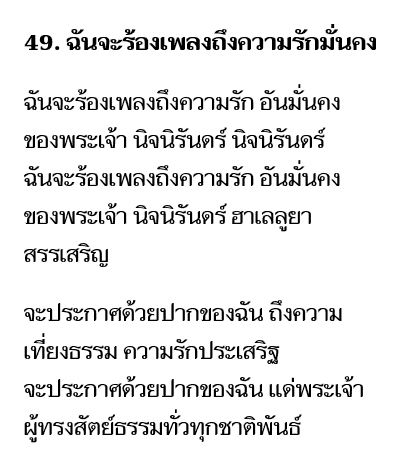 49. ฉันจะร้องเพลงถึงความรักมั่นคง
ฉันจะร้องเพลงถึงความรัก อันมั่นคง
ของพระเจ้า นิจนิรันดร์ นิจนิรันดร์
ฉันจะร้องเพลงถึงความรัก อันมั่นคง
ของพระเจ้า นิจนิรันดร์ ฮาเลลูยา
สรรเสริญ
จะประกาศด้วยปากของฉัน ถึงความ
เที่ยงธรรม ความรักประเสริฐ
จะประกาศด้วยปากของฉัน แด่พระเจ้า
ผู้ทรงสัตย์ธรรมทั่วทุกชาติพันธ์